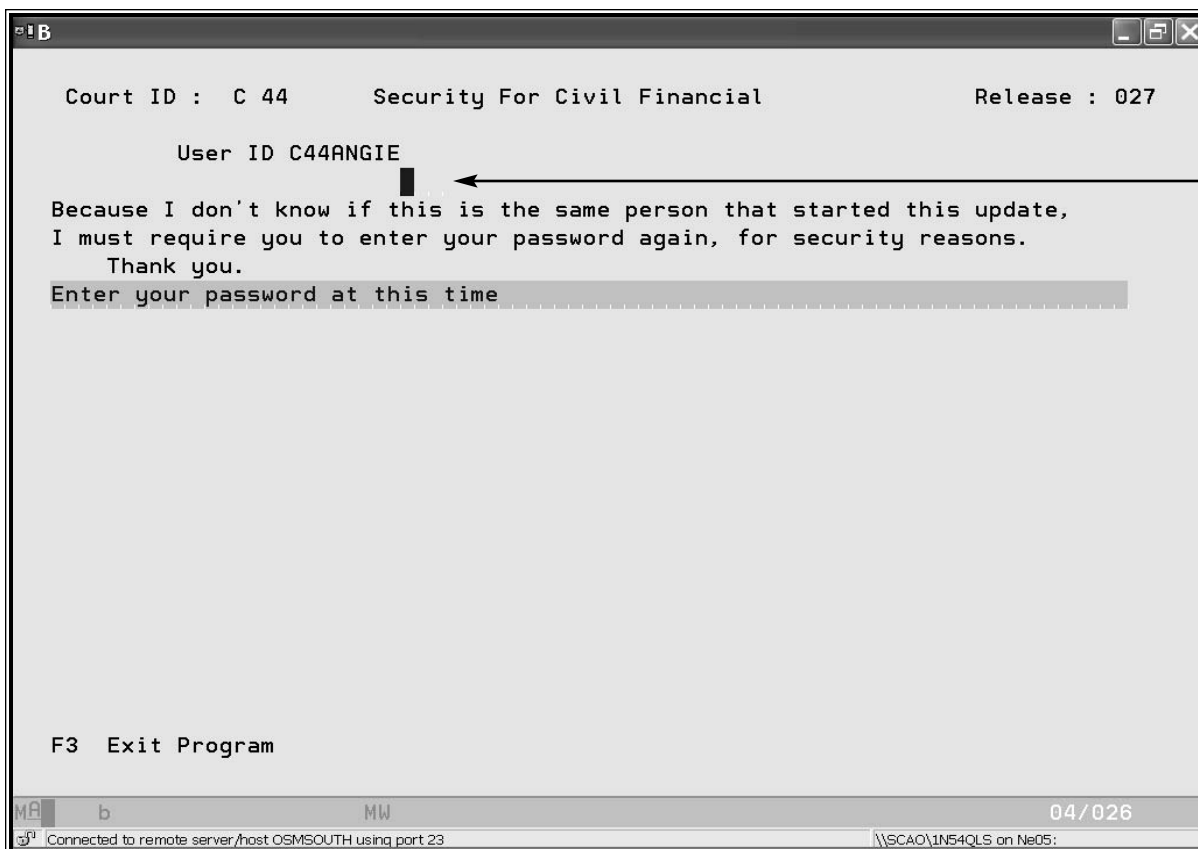 B
Court ID : C 44 Security For Civil Financial Release : 027
User ID C44ANGIE
Because I don't know if this is the same person that started this update,
I must require you to enter your password again, for security reasons.
Thank you.
Enter your password at this time
F3 Exit Program
MA b MW 04/026
Connected to remote server/host OSMSOUTH using port 23 \\SCAO\1N54QLS on Ne05: